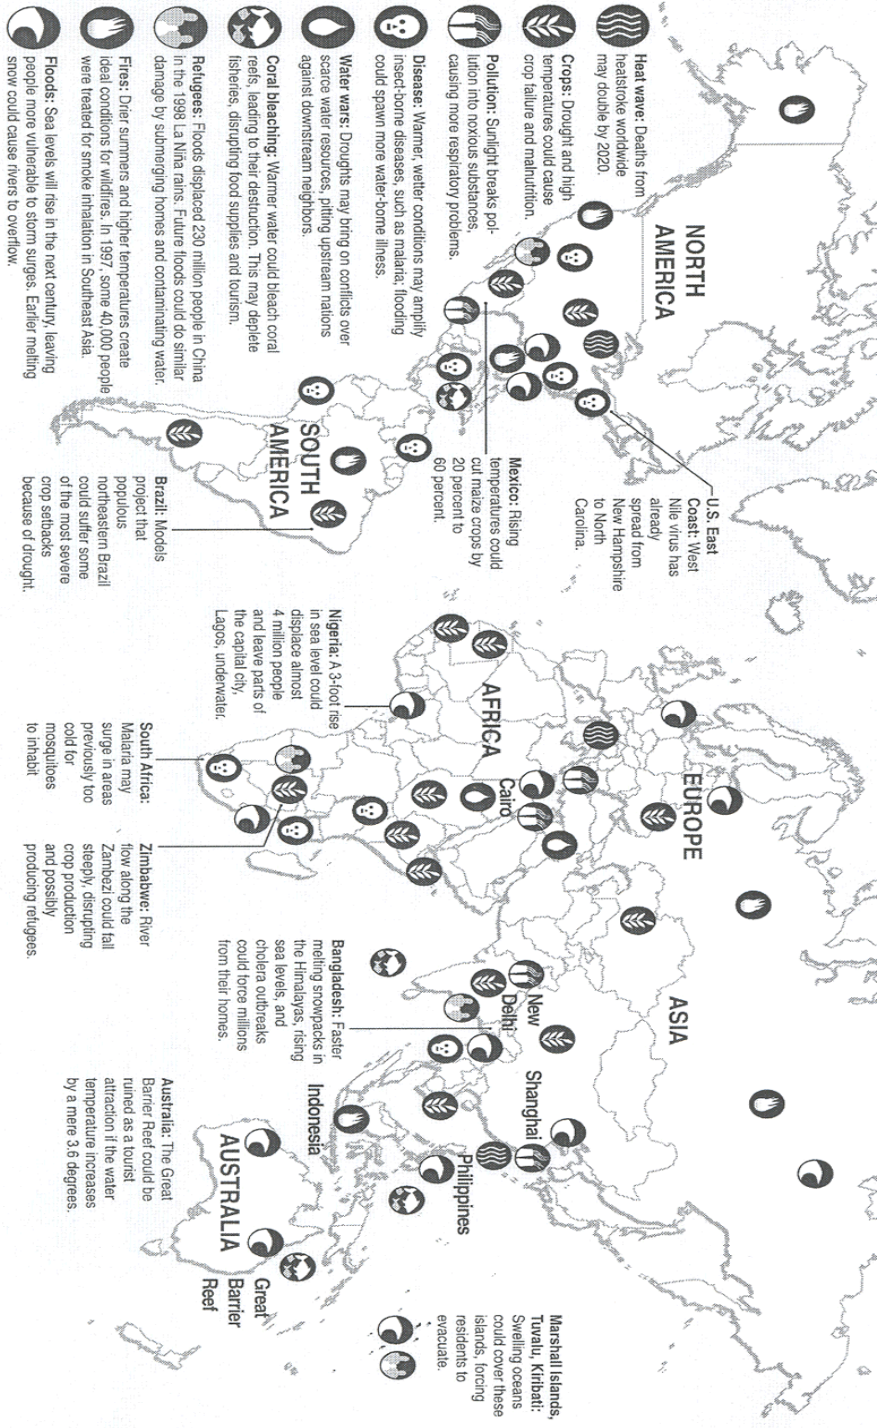 Heat wave: Deaths from
heatstroke worldwide
may double by 2020.
Crops: Drought and high
temperatures could cause
crop failure and malnutrition.
Pollution: Sunlight breaks pol-
lution into noxious substances,
causing more respiratory problems.
Disease: Warmer, wetter conditions may amplify
insect-borne diseases, such as malaria; flooding
could spawn more water-borne illness.
Water wars: Droughts may bring on conflicts over
scarce water resources, pitting upstream nations
against downstream neighbors.
Coral bleaching: Warmer water could bleach coral
reefs, leading to their destruction. This may deplete
fisheries, disrupting food supplies and tourism.
Refugees: Floods displaced 230 million people in China
in the 1998 La Niña rains. Future floods could do similar
damage by submerging homes and contaminating water.
Fires: Drier summers and higher temperatures create
ideal conditions for wildfires. In 1997, some 40,000 people
were treated for smoke inhalation in Southeast Asia.
Floods: Sea levels will rise in the next century, leaving
people more vulnerable to storm surges. Earlier melting
snow could cause rivers to overflow.
NORTH
AMERICA
SOUTH
AMERICA
U.S. East
Coast: West
Nile virus has
already
spread from
New Hampshire
to North
Carolina.
Mexico: Rising
temperatures could
cut maize crops by
20 percent to
60 percent.
Brazil: Models
project that
populous
northeastern Brazil
could suffer some
of the most severe
crop setbacks
because of drought.
EUROPE
AFRICA
Cairo
Nigeria: A 3-foot rise
in sea level could
displace almost
4 million people
and leave parts of
the capital city,
Lagos, underwater.
South Africa:
Malaria may
surge in areas
previously too
cold for
mosquitoes
to inhabit
Zimbabwe: River
flow along the
Zambezi could fall
steeply, disrupting
crop production
and possibly
producing refugees.
ASIA
New
Delhi
Shanghai
Bangladesh: Faster
melting snowpacks in
the Himalayas, rising
sea levels, and
cholera outbreaks
could force millions
from their homes.
Indonesia
Philippines
AUSTRALIA
Great
Barrier
Reef
Australia: The Great
Barrier Reef could be
ruined as a tourist
attraction if the water
temperature increases
by a mere 3.6 degrees.
Marshall Islands,
Tuvalu, Kiribati:
Swelling oceans
could cover these
islands, forcing
residents to
evacuate.